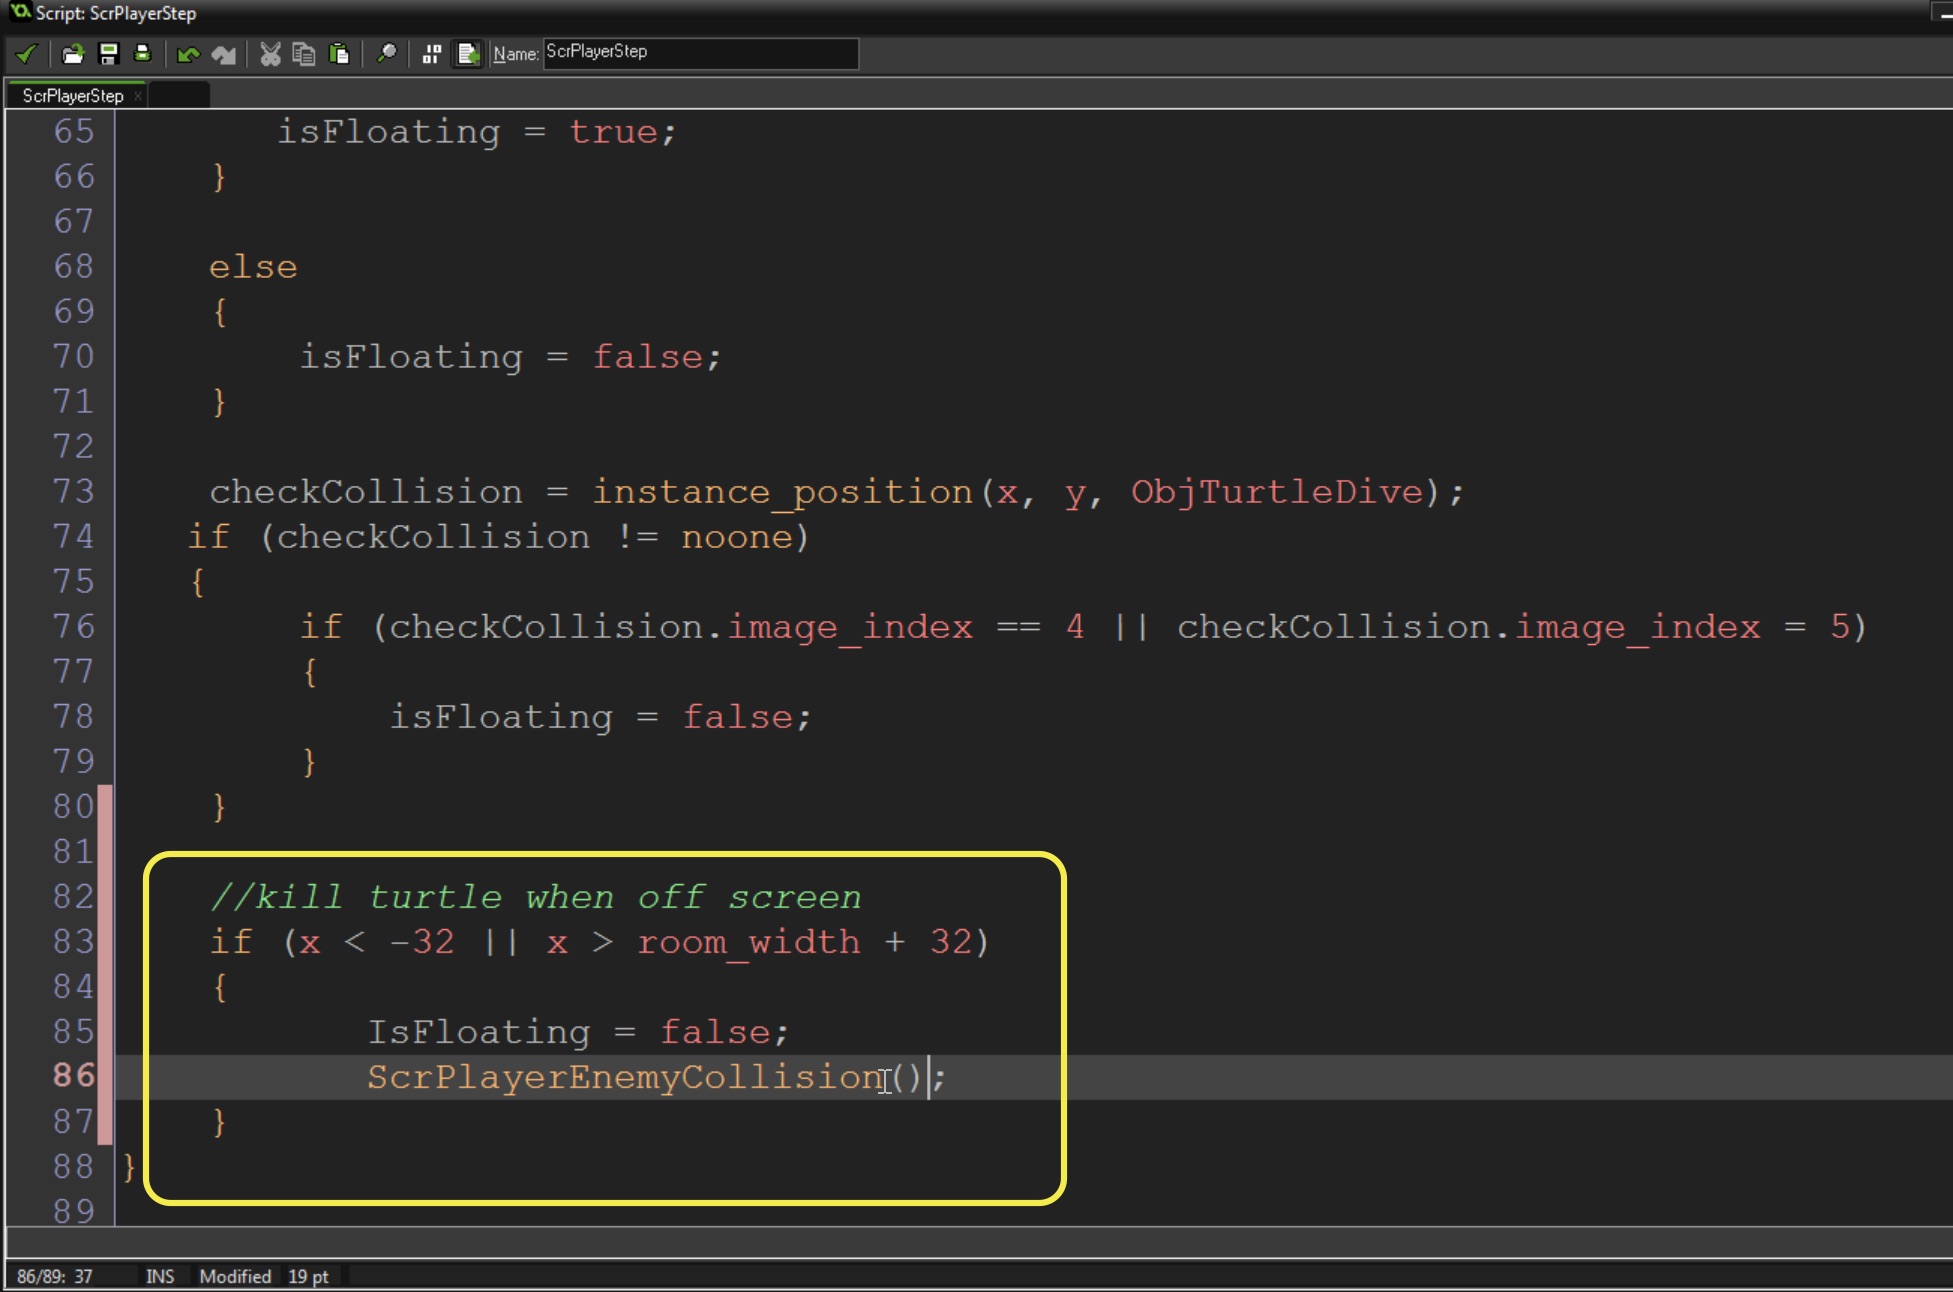 Script: ScrPlayerStep
Name: ScrPlayerStep
ScrPlayerStep x
65 isFloating = true;
66 }
67
68 else
69 {
70 isFloating = false;
71 }
72
73 checkCollision = instance_position(x, y, ObjTurtleDive);
74 if (checkCollision != noone)
75 {
76 if (checkCollision.image_index == 4 || checkCollision.image_index = 5)
77 {
78 isFloating = false;
79 }
80 }
81
82 //kill turtle when off screen
83 if (x < -32 || x > room_width + 32)
84 {
85 IsFloating = false;
86 ScrPlayerEnemyCollision();
87 }
88 }
89
86/89: 37 INS Modified 19 pt